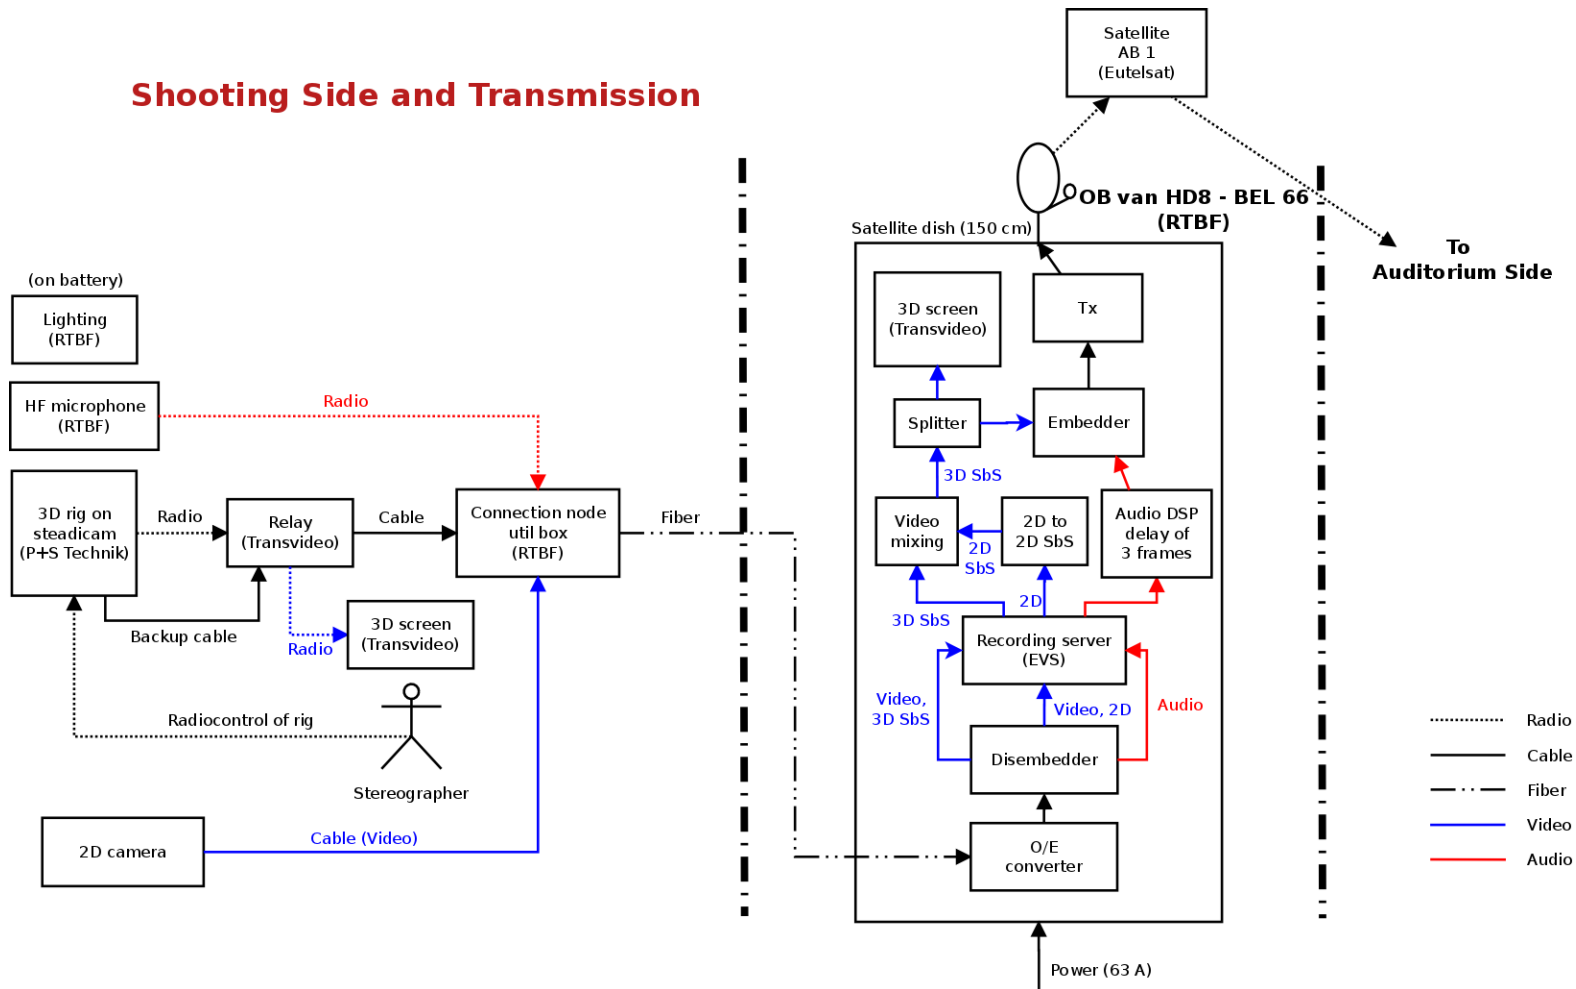 Shooting Side and Transmission
(on battery)
Lighting
(RTBF)
HF microphone
(RTBF)
Radio
3D rig on
steadicam
(P+S Technik)
Radio
Relay
(Transvideo)
Cable
Connection node
util box
(RTBF)
Fiber
Backup cable
Radio
3D screen
(Transvideo)
Radiocontrol of rig
Stereographer
2D camera
Cable (Video)
Satellite
AB 1
(Eutelsat)
OB van HD8 - BEL 66
(RTBF)
Satellite dish (150 cm)
To
Auditorium Side
3D screen
(Transvideo)
Tx
Splitter
Embedder
3D SbS
Video
mixing
2D
SbS
2D to
2D SbS
Audio DSP
delay of
3 frames
3D SbS
2D
Recording server
(EVS)
Video,
3D SbS
Video, 2D
Audio
Disembedder
O/E
converter
Power (63 A)
Radio
Cable
Fiber
Video
Audio